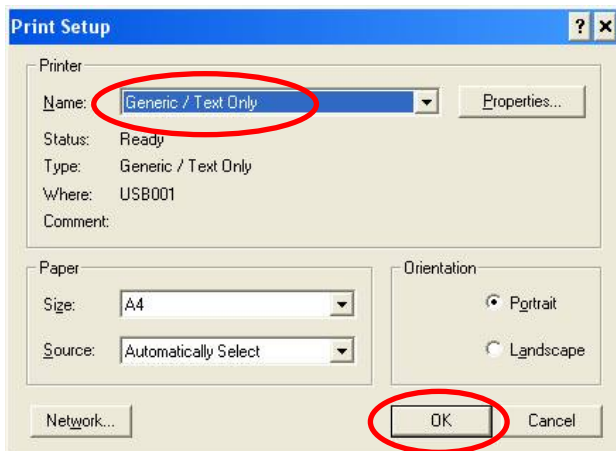 Print Setup
Printer
Name: Generic / Text Only Properties...
Status: Ready
Type: Generic / Text Only
Where: USB001
Comment:
Paper Orientation
Size: A4 Portrait
Source: Automatically Select Landscape
Network... OK Cancel